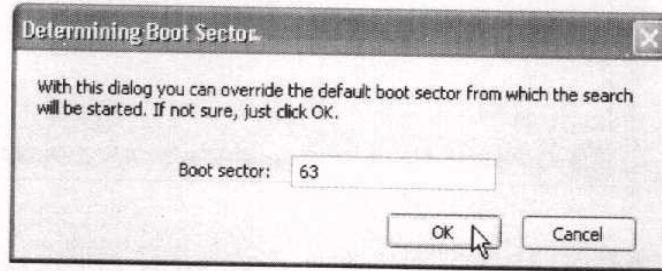 Determining Boot Sector.
With this dialog you can override the default boot sector from which the search
will be started. If not sure, just click OK.
Boot sector: 63
OK Cancel